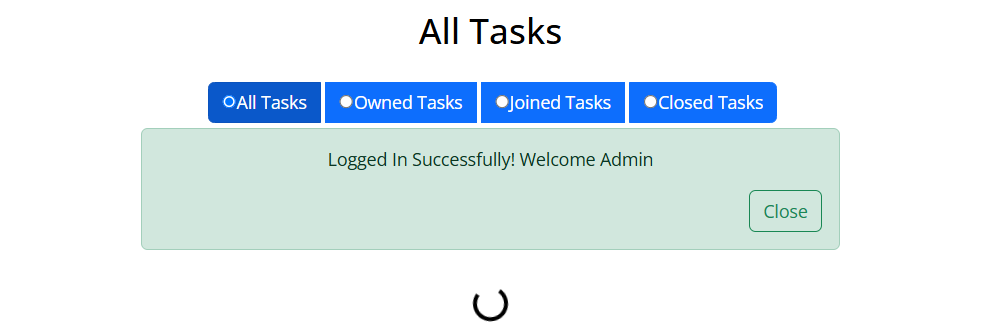 All Tasks
All Tasks Owned Tasks Joined Tasks Closed Tasks
Logged In Successfully! Welcome Admin
Close